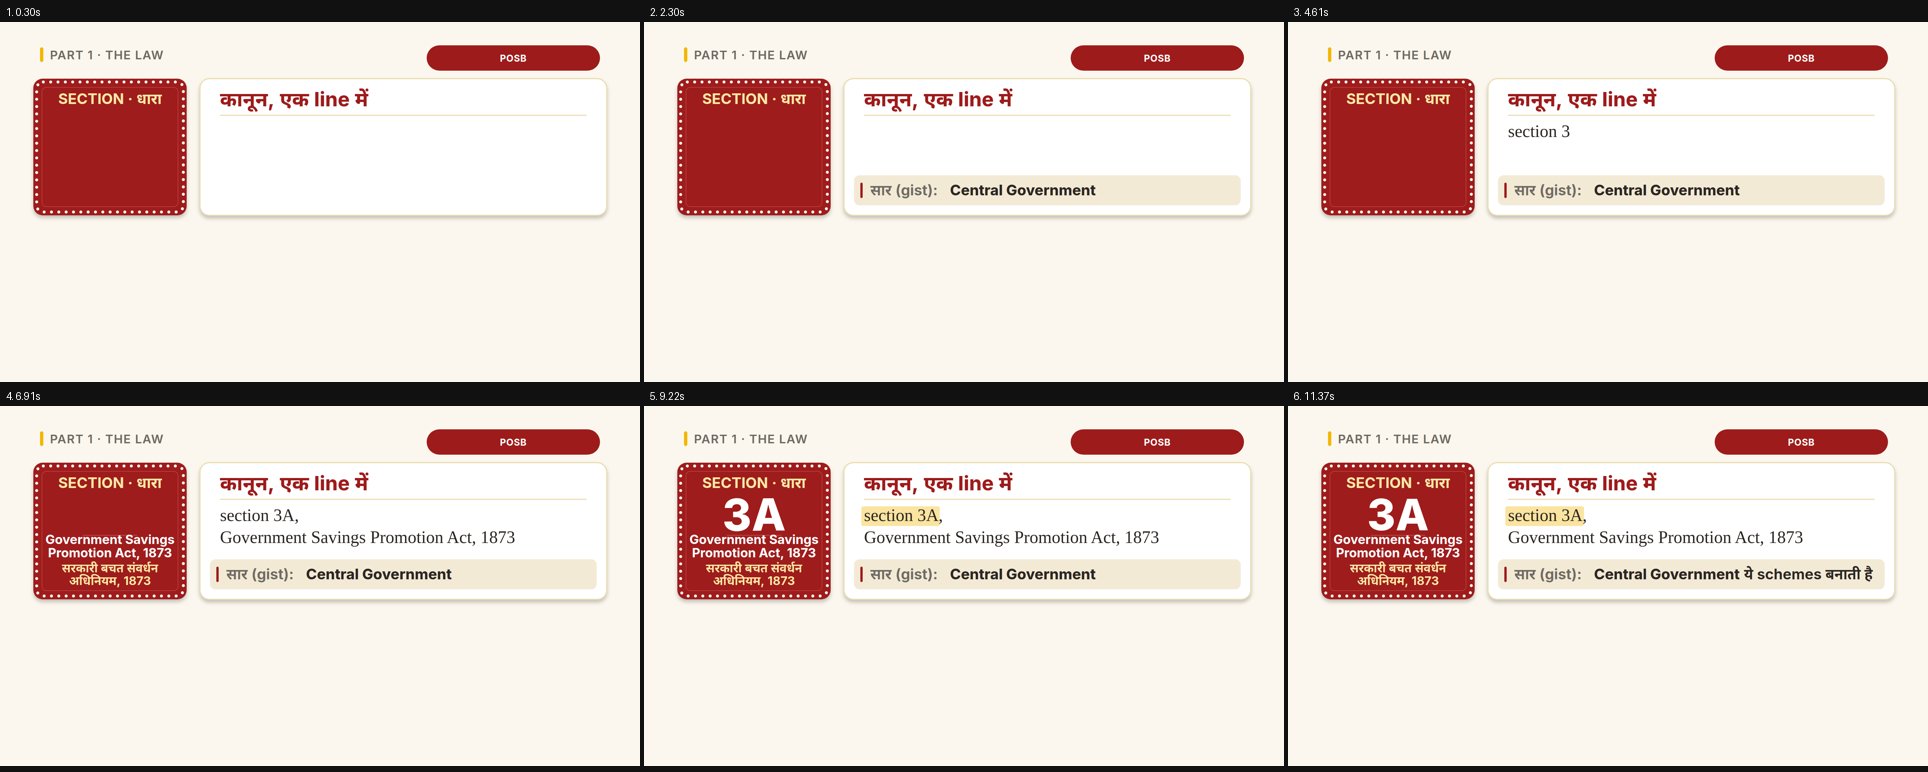 1. 0.30s
PART 1 · THE LAW
POSB
SECTION · धारा
कानून, एक line में
2. 2.30s
PART 1 · THE LAW
POSB
SECTION · धारा
कानून, एक line में
सार (gist): Central Government
3. 4.61s
PART 1 · THE LAW
POSB
SECTION · धारा
कानून, एक line में
section 3
सार (gist): Central Government
4. 6.91s
PART 1 · THE LAW
POSB
SECTION · धारा
Government Savings
Promotion Act, 1873
सरकारी बचत संवर्धन
अधिनियम, 1873
कानून, एक line में
section 3A,
Government Savings Promotion Act, 1873
सार (gist): Central Government
5. 9.22s
PART 1 · THE LAW
POSB
SECTION · धारा
3A
Government Savings
Promotion Act, 1873
सरकारी बचत संवर्धन
अधिनियम, 1873
कानून, एक line में
section 3A,
Government Savings Promotion Act, 1873
सार (gist): Central Government
6. 11.37s
PART 1 · THE LAW
POSB
SECTION · धारा
3A
Government Savings
Promotion Act, 1873
सरकारी बचत संवर्धन
अधिनियम, 1873
कानून, एक line में
section 3A,
Government Savings Promotion Act, 1873
सार (gist): Central Government ये schemes बनाती है